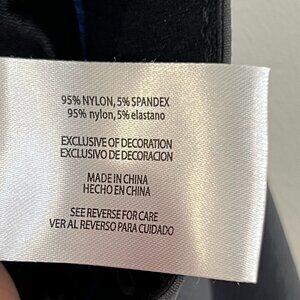 95% NYLON, 5% SPANDEX
95% nylon, 5% elastano
EXCLUSIVE OF DECORATION
EXCLUSIVO DE DECORACION
MADE IN CHINA
HECHO EN CHINA
SEE REVERSE FOR CARE
VER AL REVERSO PARA CUIDADO